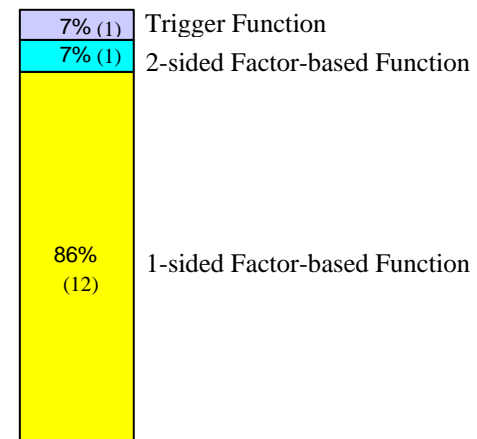 7% (1) Trigger Function
7% (1) 2-sided Factor-based Function
86%
(12)
1-sided Factor-based Function